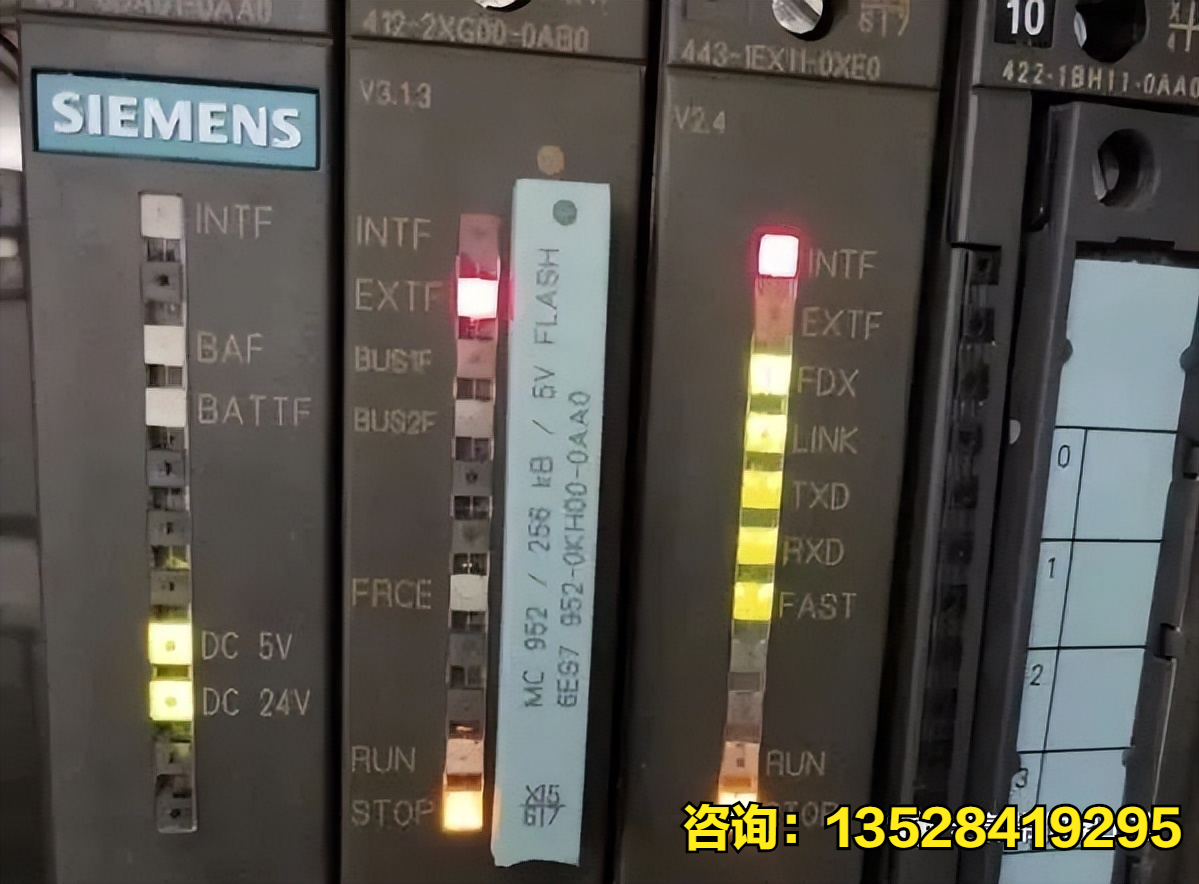 412-2XG00-0AB0
443-1EX11-0XE0
10
422-1BH11-0AA0
SIEMENS
V3.1.3
V2.4
INTF
BAF
BATTF
DC 5V
DC 24V
INTF
EXTF
BUS1F
BUS2F
FRCE
RUN
STOP
MC 952 / 256 kB / 5V FLASH
6ES7 952-0KH00-0AA0
INTF
EXTF
FDX
LINK
TXD
RXD
FAST
RUN
STOP
0
1
2
3
咨询：13528419295